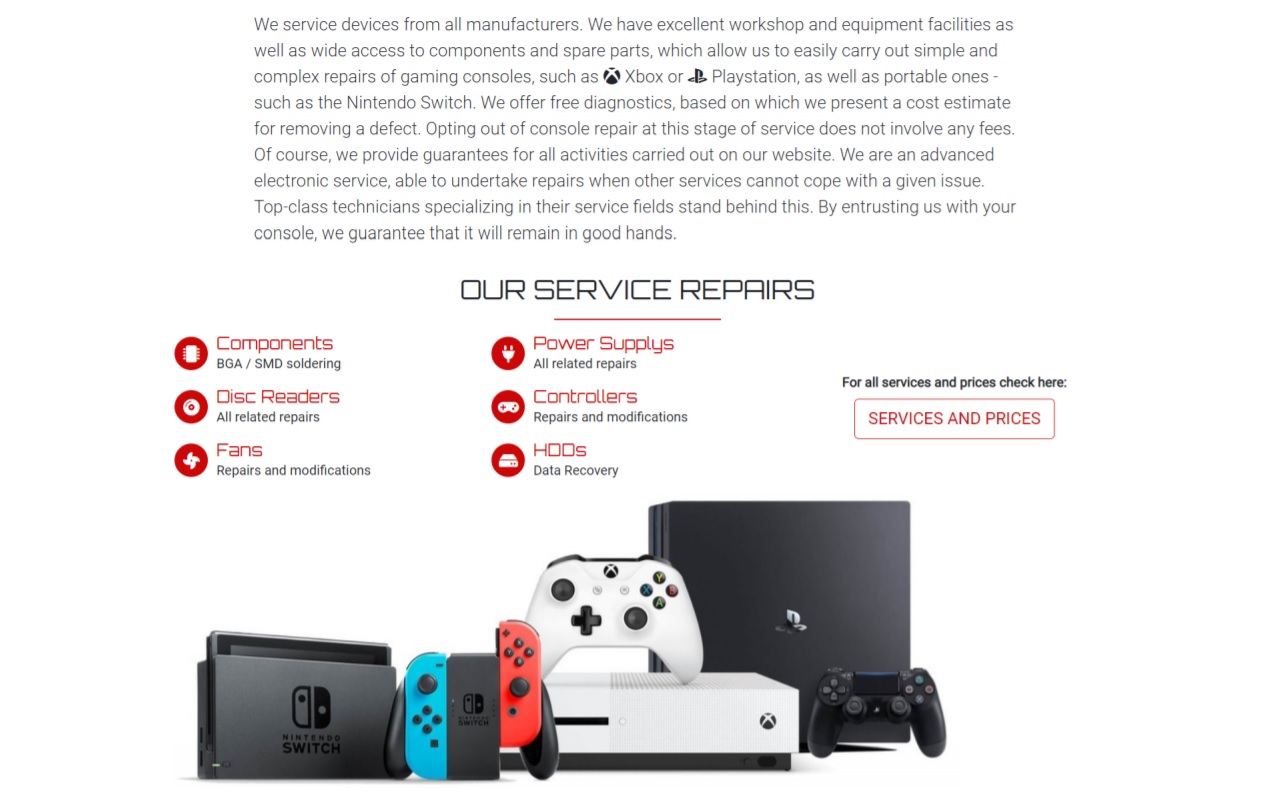 We service devices from all manufacturers. We have excellent workshop and equipment facilities as
well as wide access to components and spare parts, which allow us to easily carry out simple and
complex repairs of gaming consoles, such as Xbox or Playstation, as well as portable ones -
such as the Nintendo Switch. We offer free diagnostics, based on which we present a cost estimate
for removing a defect. Opting out of console repair at this stage of service does not involve any fees.
Of course, we provide guarantees for all activities carried out on our website. We are an advanced
electronic service, able to undertake repairs when other services cannot cope with a given issue.
Top-class technicians specializing in their service fields stand behind this. By entrusting us with your
console, we guarantee that it will remain in good hands.
OUR SERVICE REPAIRS
Components
BGA / SMD soldering
Disc Readers
All related repairs
Fans
Repairs and modifications
Power Supplys
All related repairs
Controllers
Repairs and modifications
HDDs
Data Recovery
For all services and prices check here:
SERVICES AND PRICES
Y
X
B
A
NINTENDO
SWITCH
NINTENDO
SWITCH